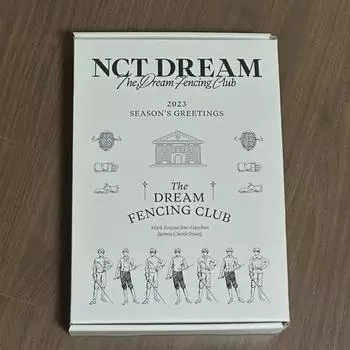 NCT DREAM
The Dream Fencing Club
2023
SEASON'S GREETINGS
The
DREAM
FENCING CLUB
Mark Renjun Jeno Haechan
Jaemin Chenle Jisung